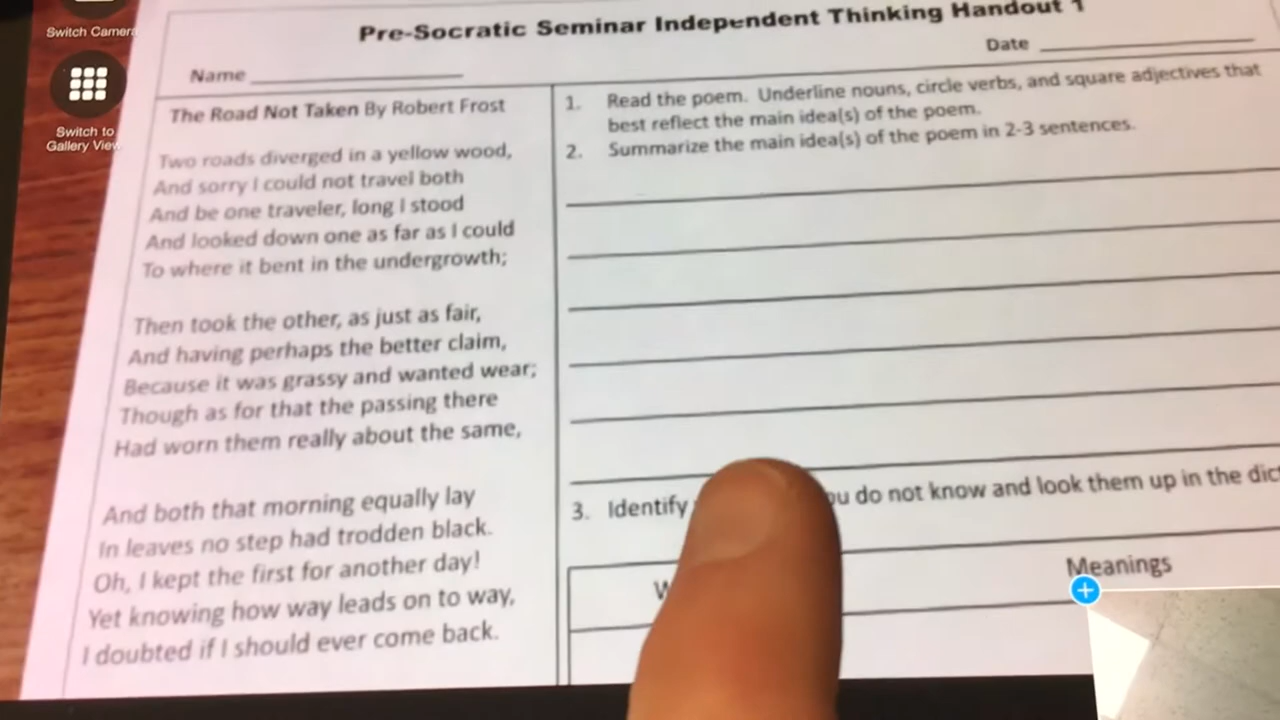 Switch Camera
Switch to
Gallery View
Pre-Socratic Seminar Independent Thinking Handout 1
Name
Date
The Road Not Taken By Robert Frost
Two roads diverged in a yellow wood,
And sorry I could not travel both
And be one traveler, long I stood
And looked down one as far as I could
To where it bent in the undergrowth;
Then took the other, as just as fair,
And having perhaps the better claim,
Because it was grassy and wanted wear;
Though as for that the passing there
Had worn them really about the same,
And both that morning equally lay
In leaves no step had trodden black.
Oh, I kept the first for another day!
Yet knowing how way leads on to way,
I doubted if I should ever come back.
1. Read the poem. Underline nouns, circle verbs, and square adjectives that
best reflect the main idea(s) of the poem.
2. Summarize the main idea(s) of the poem in 2-3 sentences.
3. Identify do not know and look them up in the
Meanings